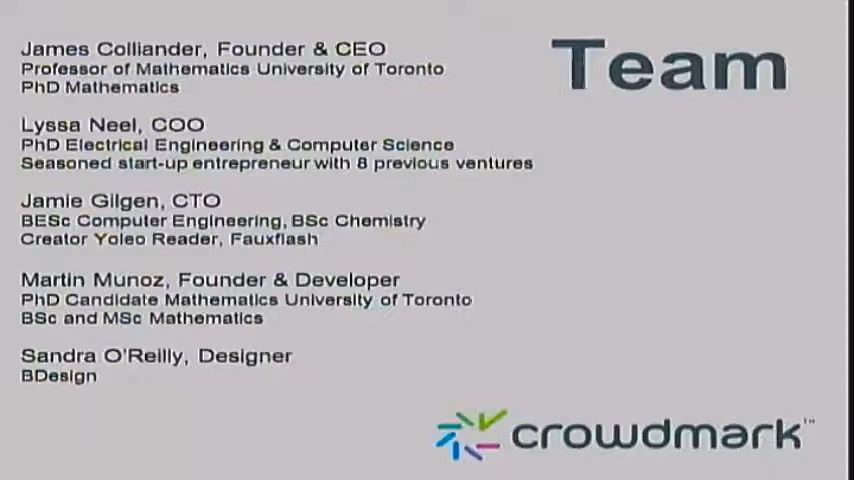 James Colliander, Founder & CEO
Professor of Mathematics University of Toronto
PhD Mathematics
Team
Lyssa Neel, COO
PhD Electrical Engineering & Computer Science
Seasoned start-up entrepreneur with 8 previous ventures
Jamie Gilgen, CTO
BESc Computer Engineering, BSc Chemistry
Creator Yoleo Reader, Fauxflash
Martin Munoz, Founder & Developer
PhD Candidate Mathematics University of Toronto
BSc and MSc Mathematics
Sandra O'Reilly, Designer
BDesign
crowdmark™